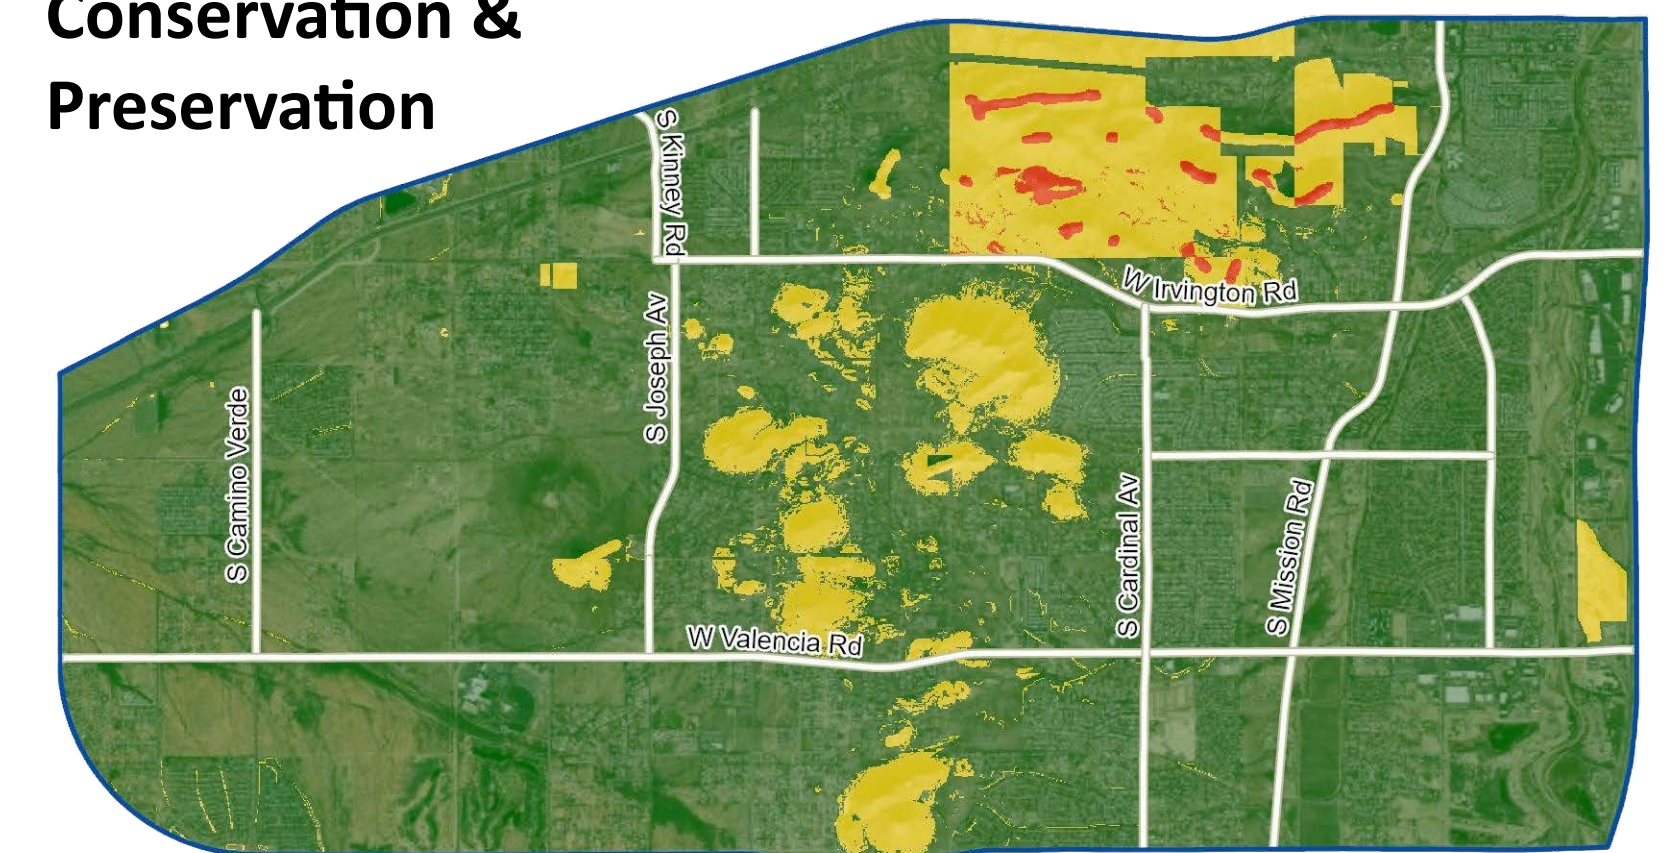 Conservation &
Preservation
S Kinney Rd
W Irvington Rd
S Joseph Av
S Camino Verde
S Cardinal Av
S Mission Rd
W Valencia Rd